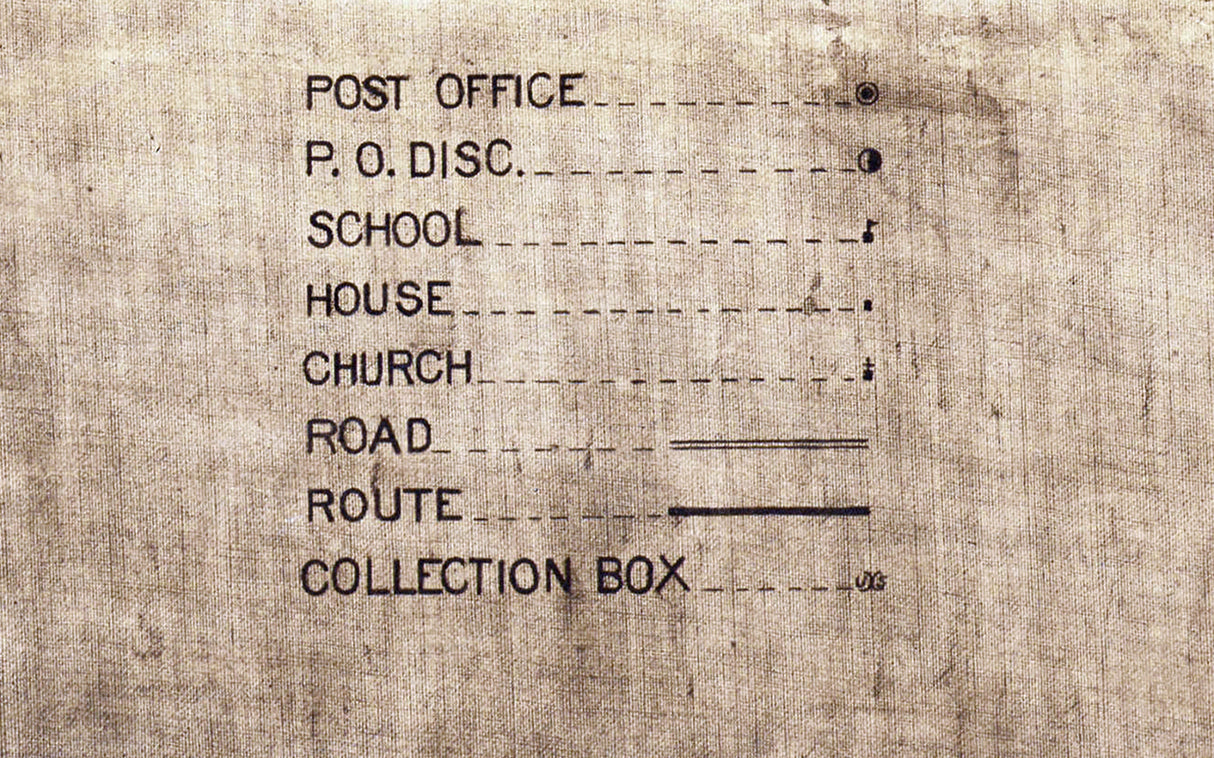 POST OFFICE
P. O. DISC.
SCHOOL
HOUSE
CHURCH
ROAD
ROUTE
COLLECTION BOX